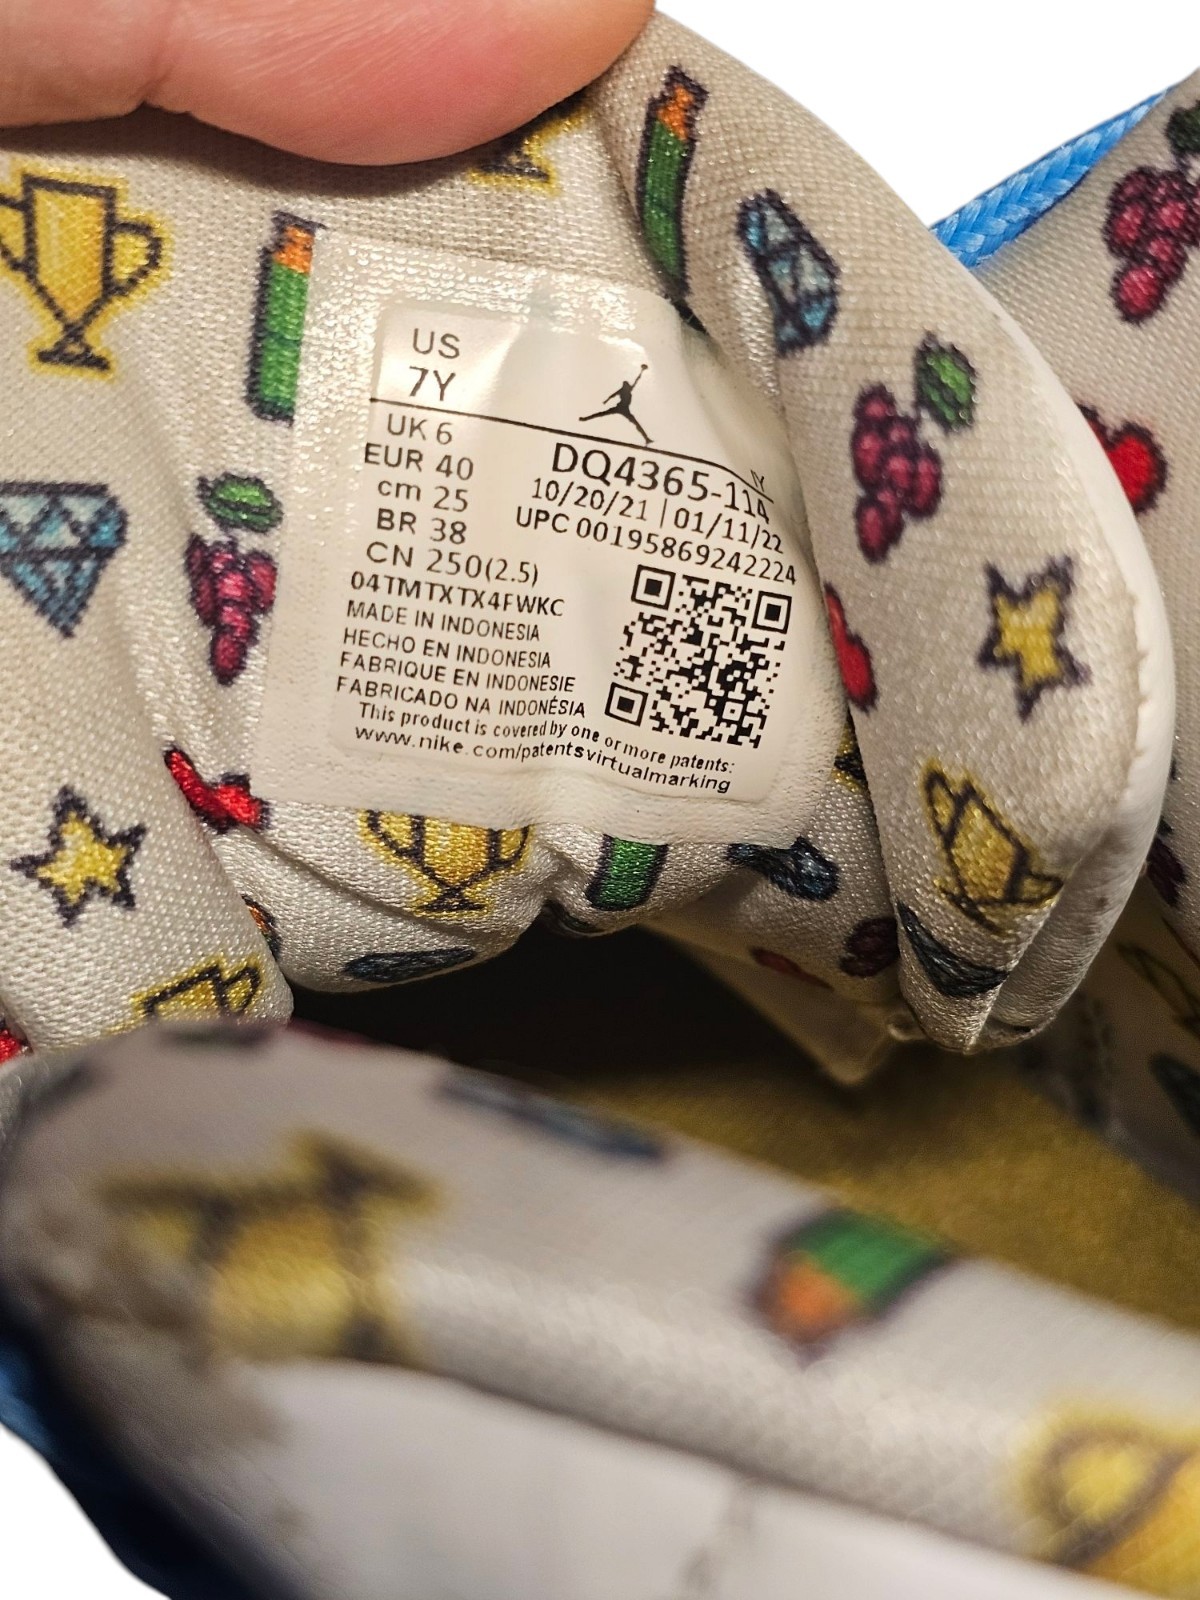 US
7Y
UK 6
EUR 40
cm 25
BR 38
CN 250(2.5)
04TMTXTX4FWKC
DQ4365-114
10/20/21 | 01/11/22
UPC 00195869242224
MADE IN INDONESIA
HECHO EN INDONESIA
FABRIQUE EN INDONESIE
FABRICADO NA INDONÉSIA
This product is covered by one or more patents:
www.nike.com/patentsvirtualmarking